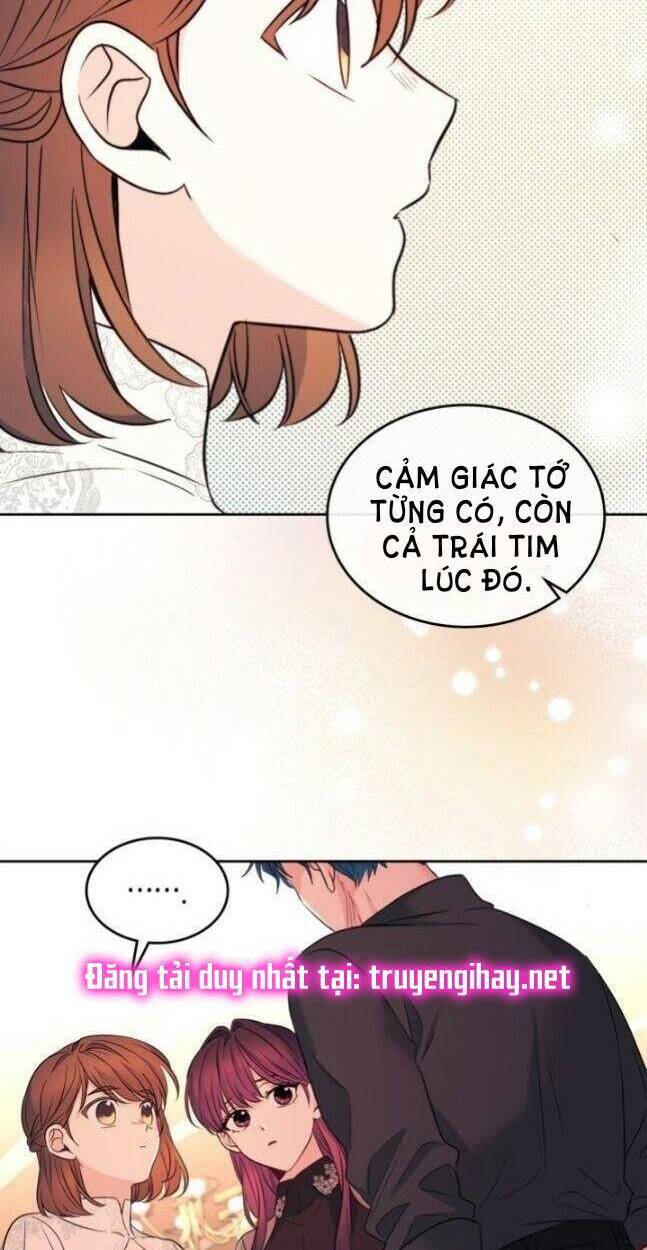 CẢM GIÁC TỚ
TỪNG CÓ, CÒN
CẢ TRÁI TIM
LÚC ĐÓ.
…….
Đăng tải duy nhất tại: truyengihay.net